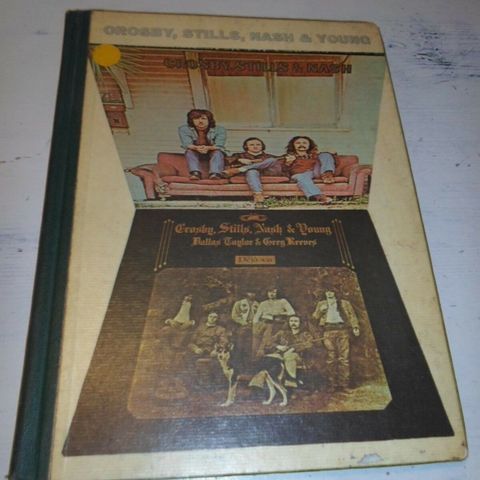 CROSBY, STILLS, NASH & YOUNG
CROSBY, STILLS & NASH
Crosby, Stills, Nash & Young
Dallas Taylor & Greg Reeves
Déjà vu